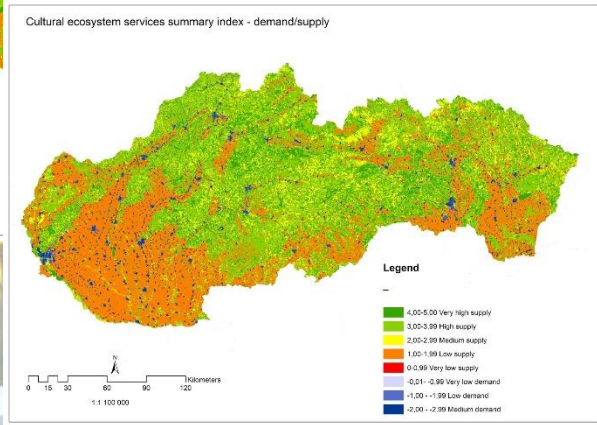 Cultural ecosystem services summary index - demand/supply
Legend
4,00-5,00 Very high supply
3,00-3,99 High supply
2,00-2,99 Medium supply
1,00-1,99 Low supply
0-0,99 Very low supply
-0,01- -0,99 Very low demand
-1,00 - -1,99 Low demand
-2,00 - -2,99 Medium demand
N
0 15 30 60 90 120 Kilometers
1:1 100 000